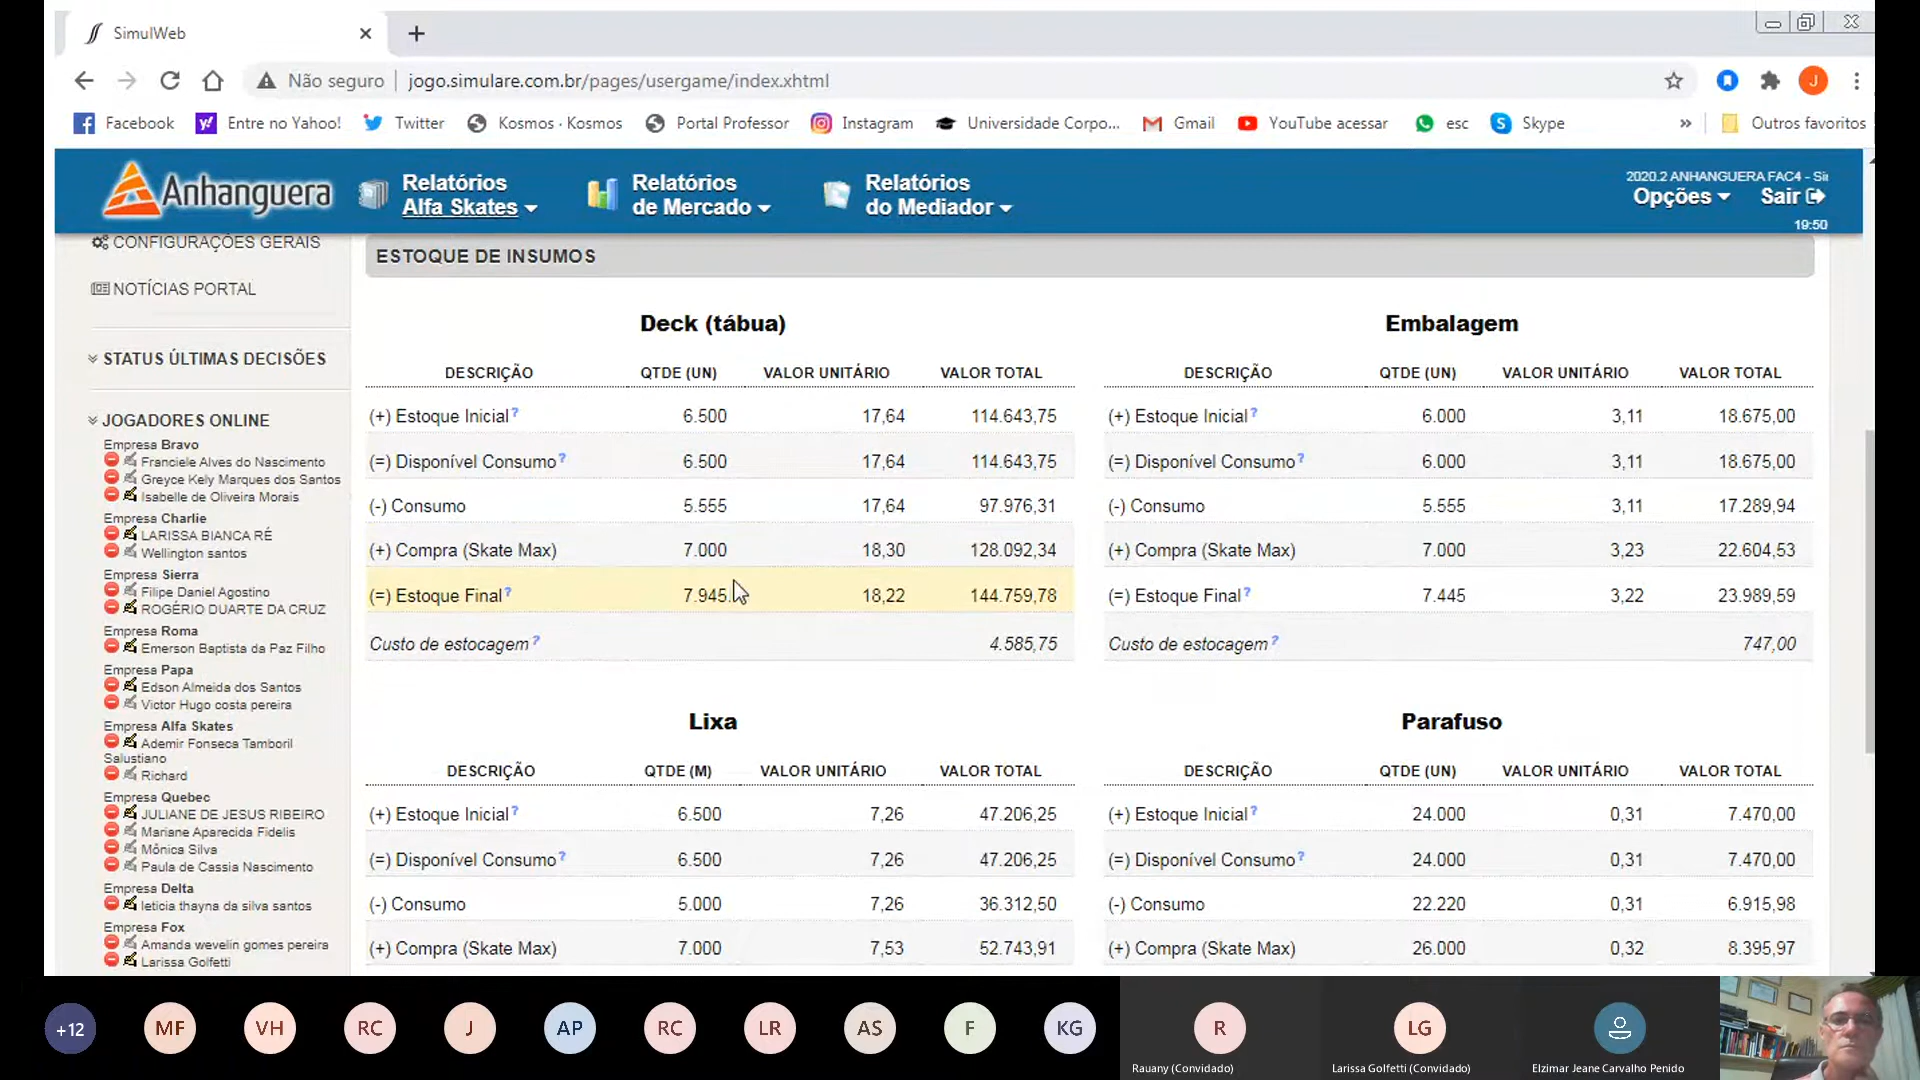 SimulWeb
Não seguro
jogo.simulare.com.br/pages/usergame/index.xhtml
J
Facebook
Entre no Yahoo!
Twitter
Kosmos · Kosmos
Portal Professor
Instagram
Universidade Corpo...
Gmail
YouTube acessar
esc
Skype
»
Outros favoritos
Anhanguera
Relatórios
Alfa Skates
Relatórios
de Mercado
Relatórios
do Mediador
2020.2 ANHANGUERA FAC4 - Si
Opções
Sair
19:50
CONFIGURAÇÕES GERAIS
NOTÍCIAS PORTAL
STATUS ÚLTIMAS DECISÕES
JOGADORES ONLINE
Empresa Bravo
Franciele Alves do Nascimento
Greyce Kely Marques dos Santos
Isabelle de Oliveira Morais
Empresa Charlie
LARISSA BIANCA RÉ
Wellington santos
Empresa Sierra
Filipe Daniel Agostino
ROGÉRIO DUARTE DA CRUZ
Empresa Roma
Emerson Baptista da Paz Filho
Empresa Papa
Edson Almeida dos Santos
Victor Hugo costa pereira
Empresa Alfa Skates
Ademir Fonseca Tamboril
Salustiano
Richard
Empresa Quebec
JULIANE DE JESUS RIBEIRO
Mariane Aparecida Fidelis
Mônica Silva
Paula de Cassia Nascimento
Empresa Delta
leticia thayna da silva santos
Empresa Fox
Amanda wevelin gomes pereira
Larissa Golfetti
ESTOQUE DE INSUMOS
Deck (tábua)
DESCRIÇÃO QTDE (UN) VALOR UNITÁRIO VALOR TOTAL
(+) Estoque Inicial? 6.500 17,64 114.643,75
(=) Disponível Consumo? 6.500 17,64 114.643,75
(-) Consumo 5.555 17,64 97.976,31
(+) Compra (Skate Max) 7.000 18,30 128.092,34
(=) Estoque Final? 7.945 18,22 144.759,78
Custo de estocagem? 4.585,75
Embalagem
DESCRIÇÃO QTDE (UN) VALOR UNITÁRIO VALOR TOTAL
(+) Estoque Inicial? 6.000 3,11 18.675,00
(=) Disponível Consumo? 6.000 3,11 18.675,00
(-) Consumo 5.555 3,11 17.289,94
(+) Compra (Skate Max) 7.000 3,23 22.604,53
(=) Estoque Final? 7.445 3,22 23.989,59
Custo de estocagem? 747,00
Lixa
DESCRIÇÃO QTDE (M) VALOR UNITÁRIO VALOR TOTAL
(+) Estoque Inicial? 6.500 7,26 47.206,25
(=) Disponível Consumo? 6.500 7,26 47.206,25
(-) Consumo 5.000 7,26 36.312,50
(+) Compra (Skate Max) 7.000 7,53 52.743,91
Parafuso
DESCRIÇÃO QTDE (UN) VALOR UNITÁRIO VALOR TOTAL
(+) Estoque Inicial? 24.000 0,31 7.470,00
(=) Disponível Consumo? 24.000 0,31 7.470,00
(-) Consumo 22.220 0,31 6.915,98
(+) Compra (Skate Max) 26.000 0,32 8.395,97
+12
MF
VH
RC
J
AP
RC
LR
AS
F
KG
R
Rauany (Convidado)
LG
Larissa Golfetti (Convidado)
Elzimar Jeane Carvalho Penido